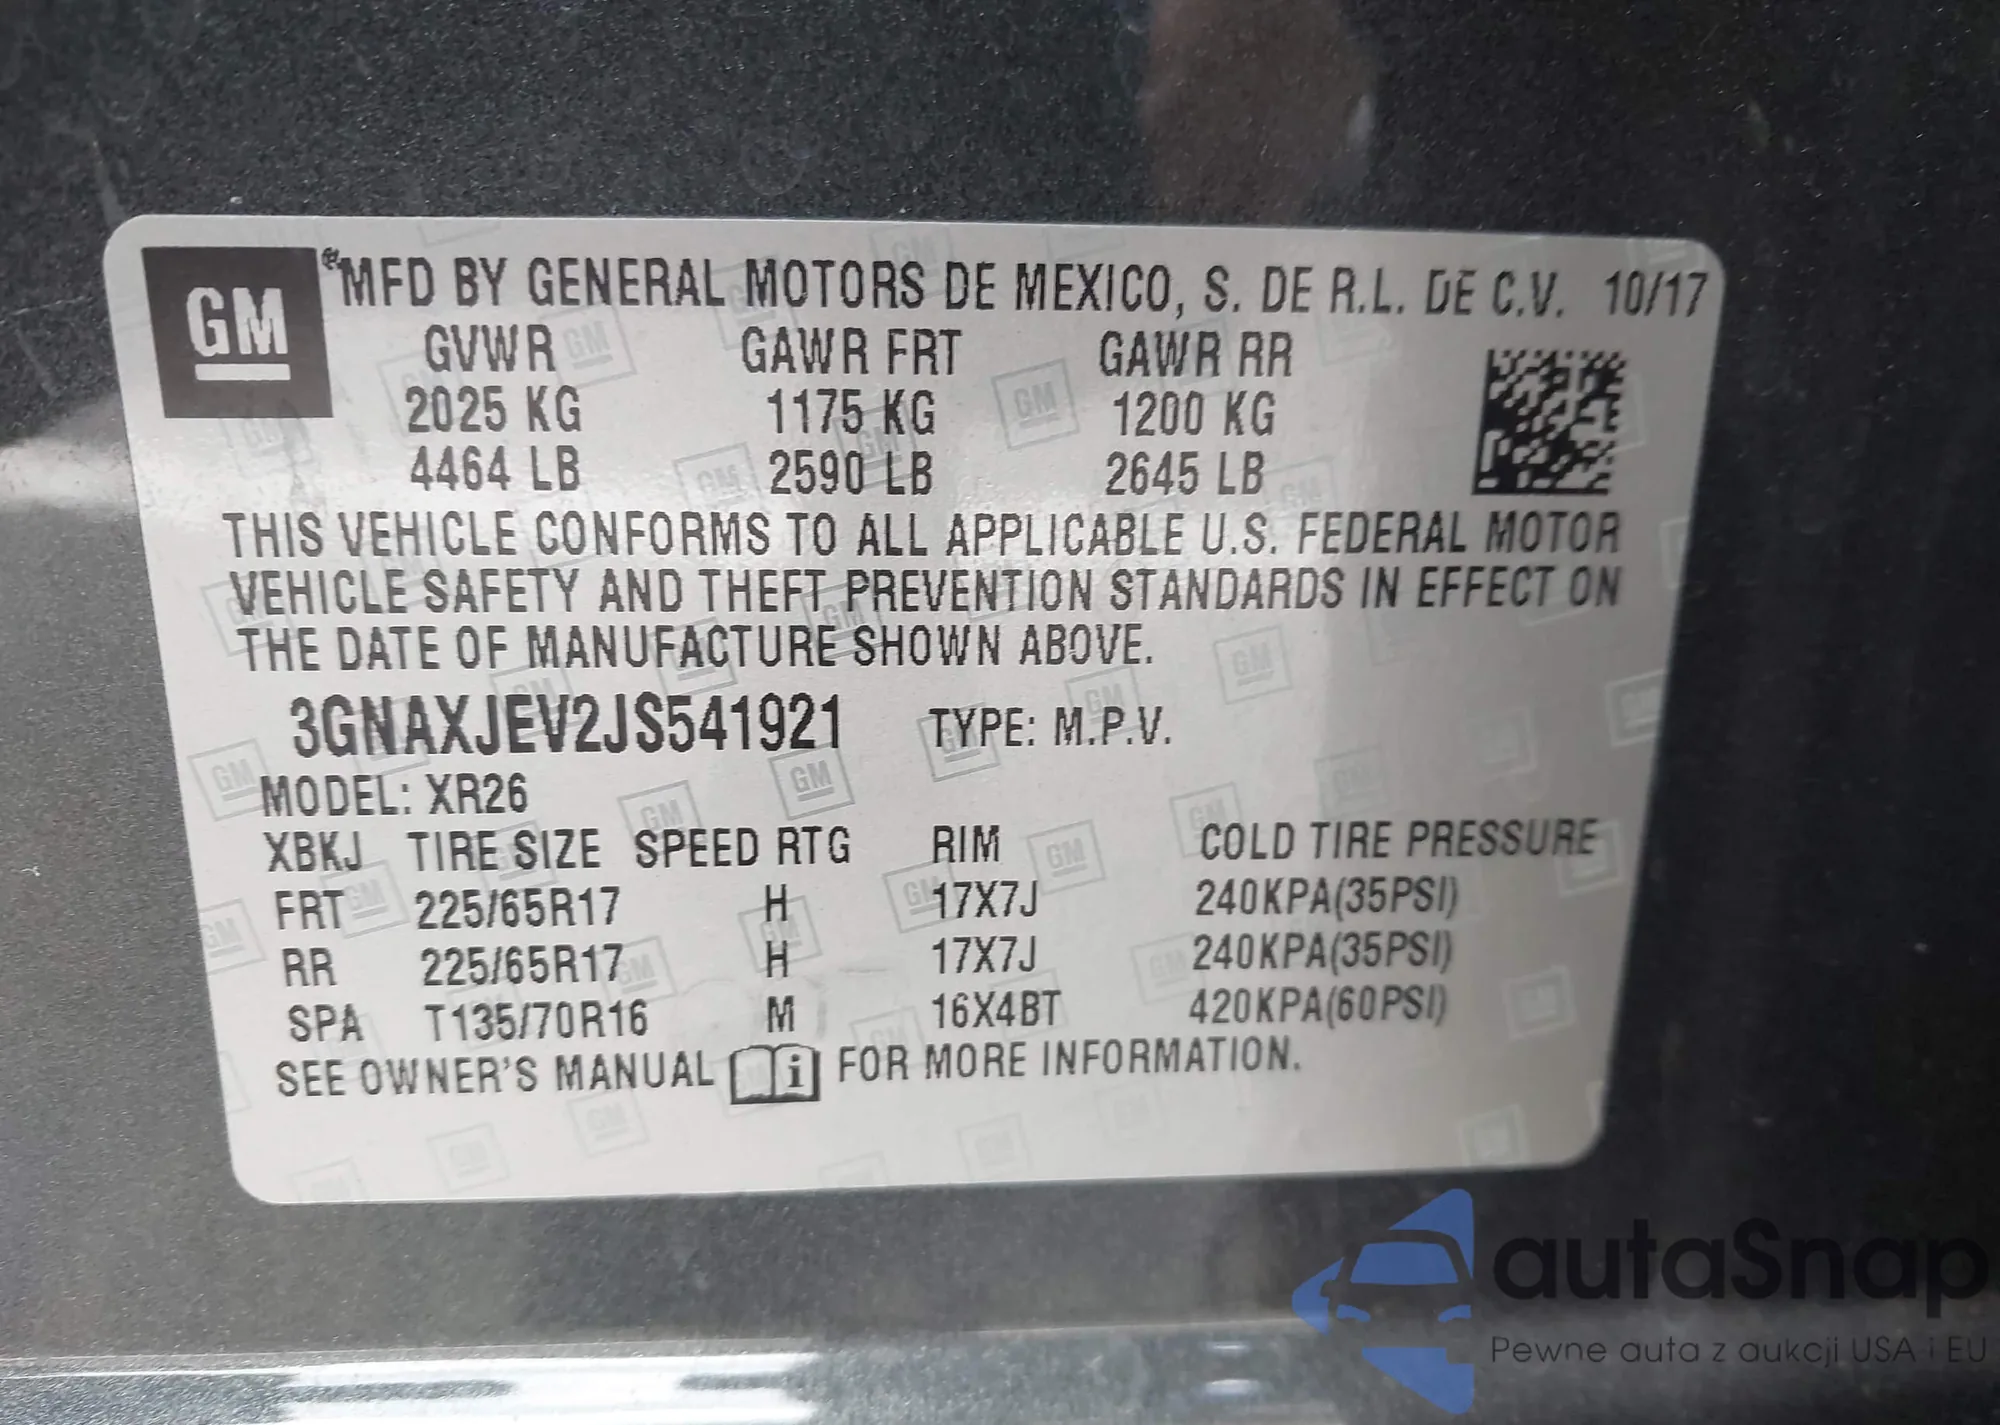 GM
MFD BY GENERAL MOTORS DE MEXICO, S. DE R.L. DE C.V. 10/17
GVWR GAWR FRT GAWR RR
2025 KG 1175 KG 1200 KG
4464 LB 2590 LB 2645 LB
THIS VEHICLE CONFORMS TO ALL APPLICABLE U.S. FEDERAL MOTOR
VEHICLE SAFETY AND THEFT PREVENTION STANDARDS IN EFFECT ON
THE DATE OF MANUFACTURE SHOWN ABOVE.
3GNAXJEV2JS541921 TYPE: M.P.V.
MODEL: XR26
XBKJ TIRE SIZE SPEED RTG RIM COLD TIRE PRESSURE
FRT 225/65R17 H 17X7J 240KPA(35PSI)
RR 225/65R17 H 17X7J 240KPA(35PSI)
SPA T135/70R16 M 16X4BT 420KPA(60PSI)
SEE OWNER'S MANUAL i FOR MORE INFORMATION.
autaSnap
Pewne auta z aukcji USA i EU